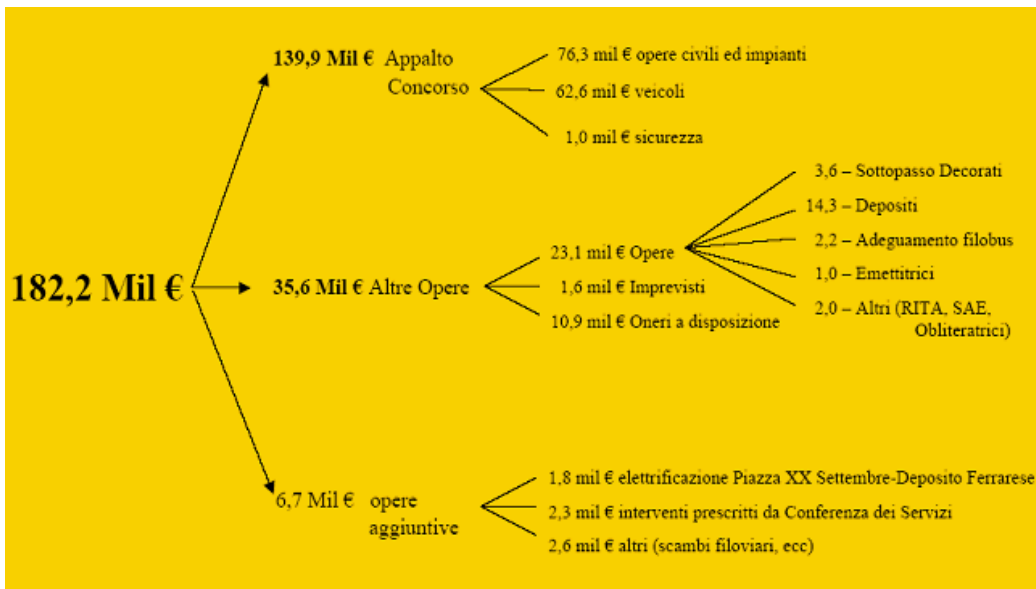 182,2 Mil €
139,9 Mil € Appalto
Concorso
76,3 mil € opere civili ed impianti
62,6 mil € veicoli
1,0 mil € sicurezza
35,6 Mil € Altre Opere
23,1 mil € Opere
1,6 mil € Imprevisti
10,9 mil € Oneri a disposizione
3,6 – Sottopasso Decorati
14,3 – Depositi
2,2 – Adeguamento filobus
1,0 – Emettitrici
2,0 – Altri (RITA, SAE,
Obliteratrici)
6,7 Mil € opere
aggiuntive
1,8 mil € elettrificazione Piazza XX Settembre-Deposito Ferrarese
2,3 mil € interventi prescritti da Conferenza dei Servizi
2,6 mil € altri (scambi filoviari, ecc)